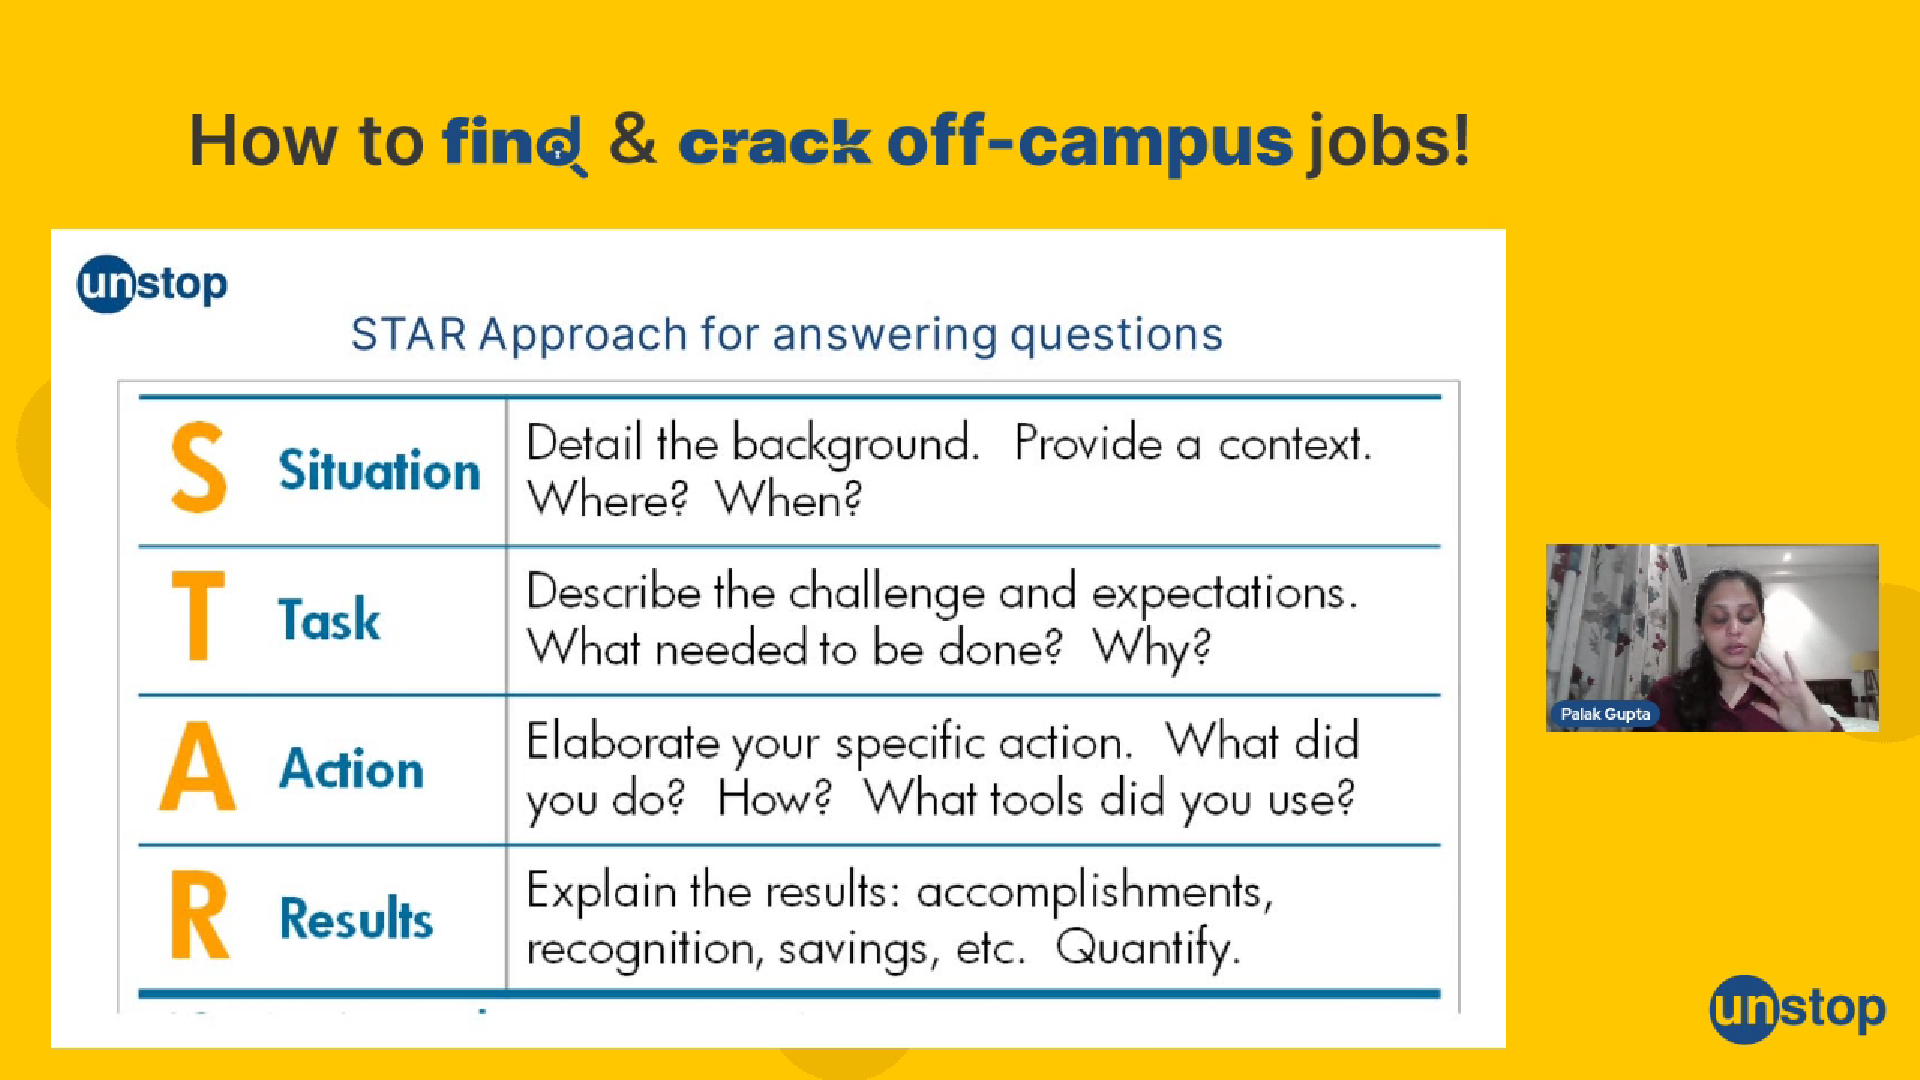 How to find & crack off-campus jobs!
unstop
STAR Approach for answering questions
S Situation
Detail the background. Provide a context.
Where? When?
T Task
Describe the challenge and expectations.
What needed to be done? Why?
A Action
Elaborate your specific action. What did
you do? How? What tools did you use?
R Results
Explain the results: accomplishments,
recognition, savings, etc. Quantify.
Palak Gupta
unstop